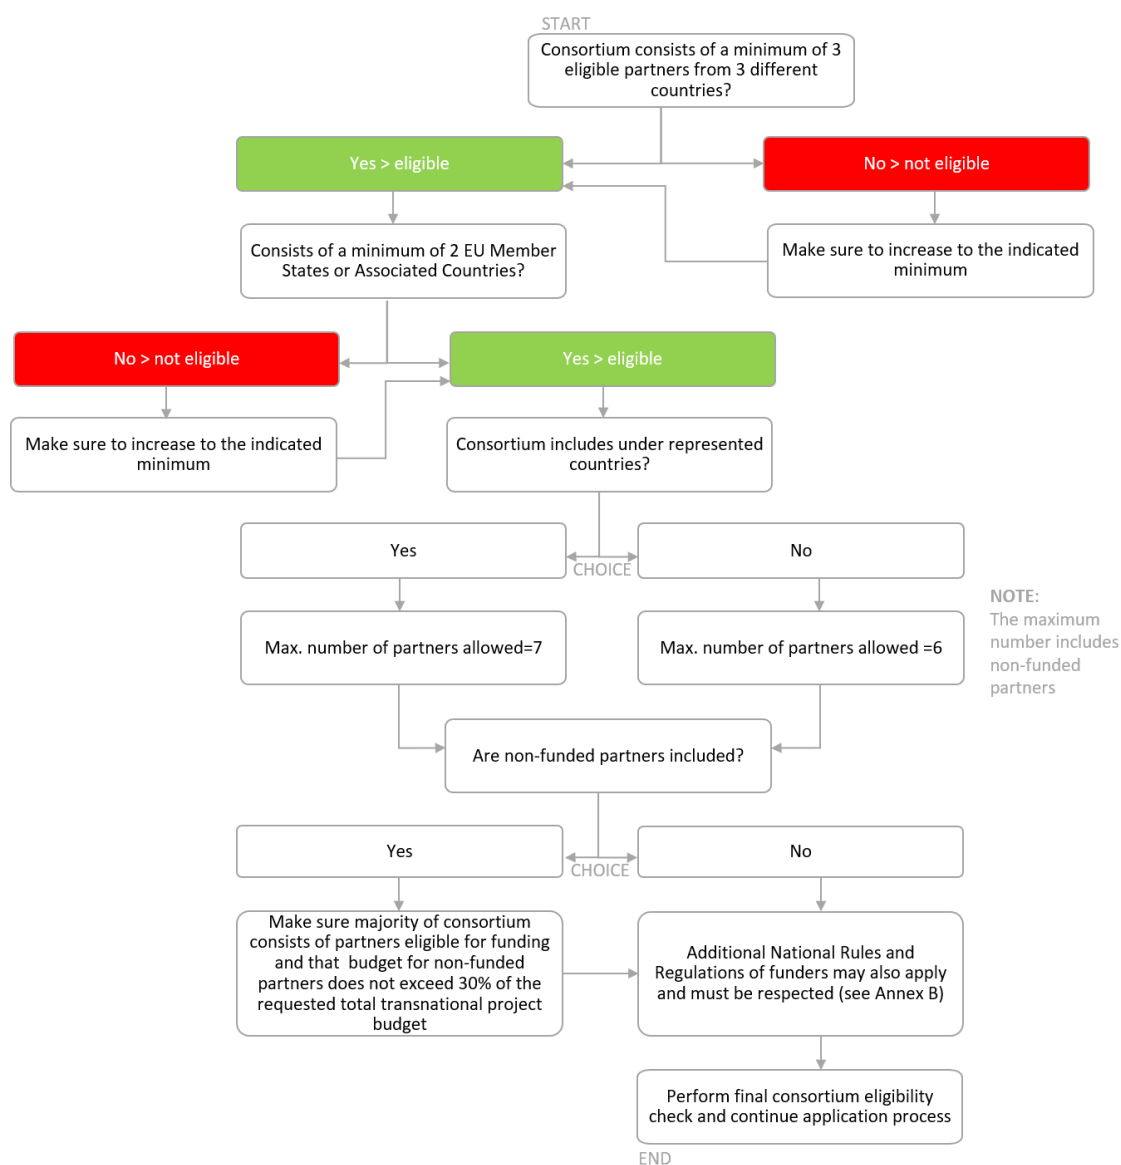 START
Consortium consists of a minimum of 3
eligible partners from 3 different
countries?
Yes > eligible
No > not eligible
Consists of a minimum of 2 EU Member
States or Associated Countries?
Make sure to increase to the indicated
minimum
No > not eligible
Yes > eligible
Make sure to increase to the indicated
minimum
Consortium includes under represented
countries?
Yes
No
CHOICE
Max. number of partners allowed=7
Max. number of partners allowed =6
NOTE:
The maximum
number includes
non-funded
partners
Are non-funded partners included?
Yes
No
CHOICE
Make sure majority of consortium
consists of partners eligible for funding
and that  budget for non-funded
partners does not exceed 30% of the
requested total transnational project
budget
Additional National Rules and
Regulations of funders may also apply
and must be respected (see Annex B)
Perform final consortium eligibility
check and continue application process
END